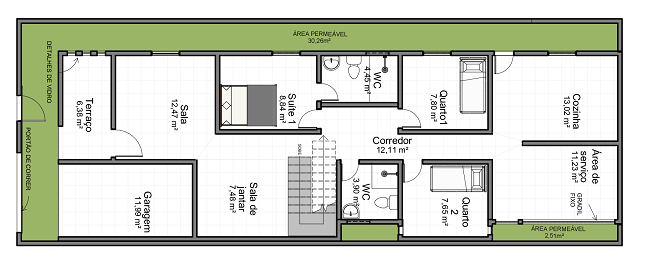 ÁREA PERMEÁVEL
30,26m²
DETALHES DE VIDRO
PORTÃO DE CORRER
Terraço
6,38 m²
Sala
12,47 m²
Suíte 1
8,84 m²
WC
4,45 m²
Quarto1
7,80 m²
Cozinha
13,02 m²
Corredor
12,11 m²
Garagem
11,99 m²
Sala de
jantar
7,48 m²
SOBE
WC
3,90 m²
Quarto
2
7,65 m²
Área de
serviço
11,23 m²
GRADIL
FIXO
ÁREA PERMEÁVEL
2,51m²